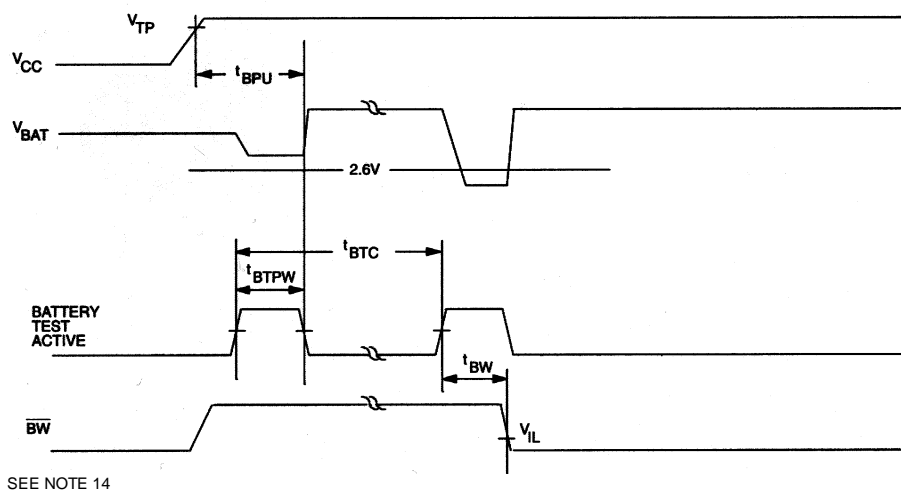 VTP
VCC
tBPU
VBAT
2.6V
tBTC
tBTPW
BATTERY
TEST
ACTIVE
tBW
BW
VIL
SEE NOTE 14